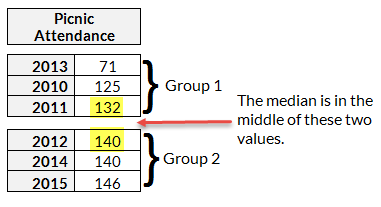 Picnic
Attendance
2013 71
2010 125
2011 132
Group 1
The median is in the
middle of these two
values.
2012 140
2014 140
2015 146
Group 2